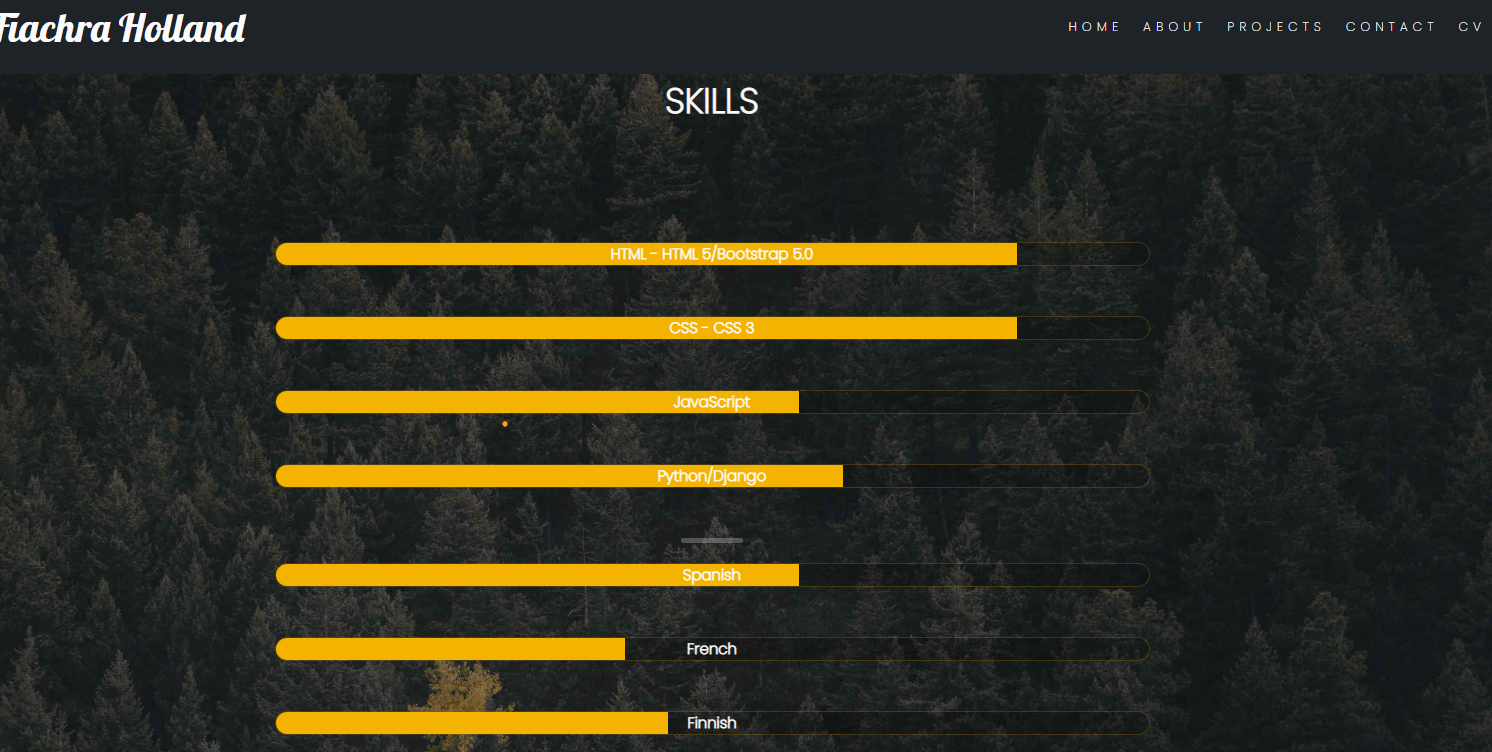 Fiachra Holland
HOME ABOUT PROJECTS CONTACT CV
SKILLS
HTML - HTML 5/Bootstrap 5.0
CSS - CSS 3
JavaScript
Python/Django
Spanish
French
Finnish